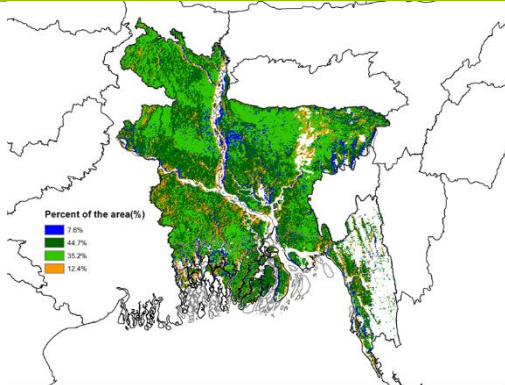 Percent of the area(%)
7.6%
44.7%
35.2%
12.4%